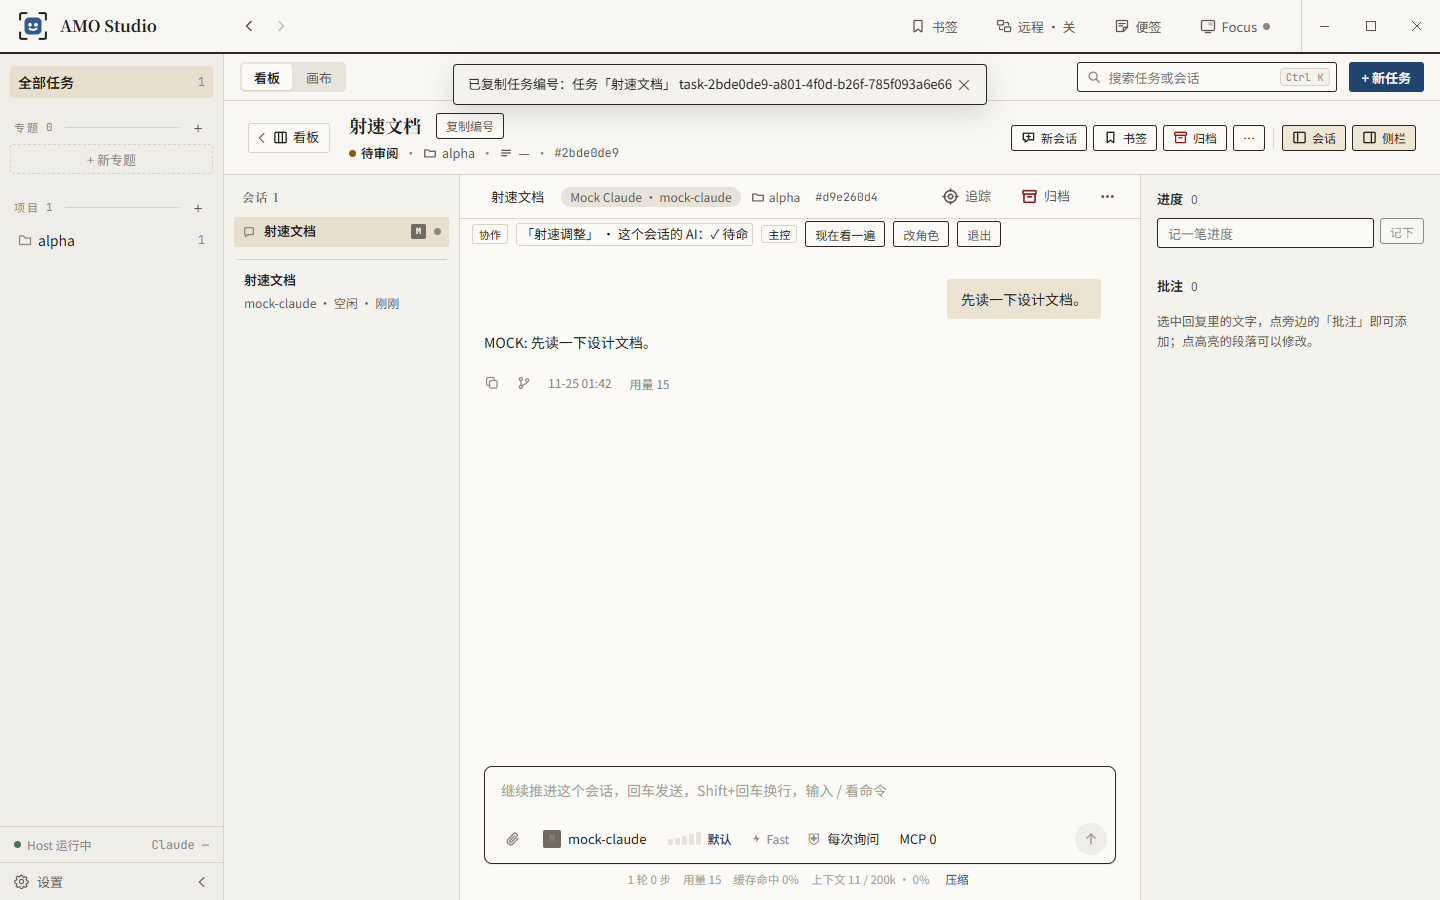 AMO Studio
书签
远程 · 关
便签
Focus
全部任务 1
专题 0
+ 新专题
项目 1
alpha 1
看板
画布
已复制任务编号：任务「射速文档」 task-2bde0de9-a801-4f0d-b26f-785f093a6e66
搜索任务或会话 Ctrl K
+ 新任务
看板
射速文档
复制编号
待审阅 · alpha · — · #2bde0de9
新会话
书签
归档
···
会话
侧栏
会话 1
射速文档 M
射速文档
mock-claude · 空闲 · 刚刚
射速文档
Mock Claude · mock-claude
alpha
#d9e260d4
追踪
归档
协作
「射速调整」 · 这个会话的 AI：✓ 待命
主控
现在看一遍
改角色
退出
先读一下设计文档。
MOCK: 先读一下设计文档。
11-25 01:42
用量 15
进度 0
记一笔进度
记下
批注 0
选中回复里的文字，点旁边的「批注」即可添
加；点高亮的段落可以修改。
继续推进这个会话，回车发送，Shift+回车换行，输入 / 看命令
M mock-claude
默认
Fast
每次询问
MCP 0
1 轮 0 步
用量 15
缓存命中 0%
上下文 11 / 200k · 0%
压缩
Host 运行中
Claude —
设置